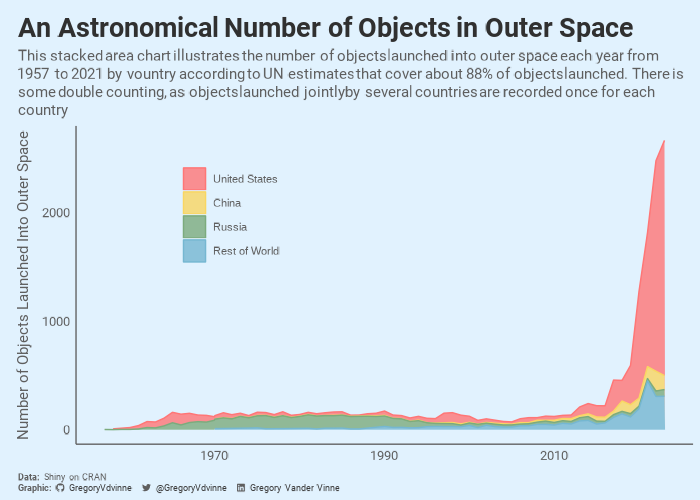 An Astronomical Number of Objects in Outer Space
This stacked area chart illustrates the number of objects launched into outer space each year from
1957 to 2021 by vountry according to UN estimates that cover about 88% of objects launched. There is
some double counting, as objects launched jointly by several countries are recorded once for each
country
Number of Objects Launched Into Outer Space
2000
1000
0
United States
China
Russia
Rest of World
1970
1990
2010
Data: Shiny on CRAN
Graphic: GregoryVdvinne @GregoryVdvinne Gregory Vander Vinne